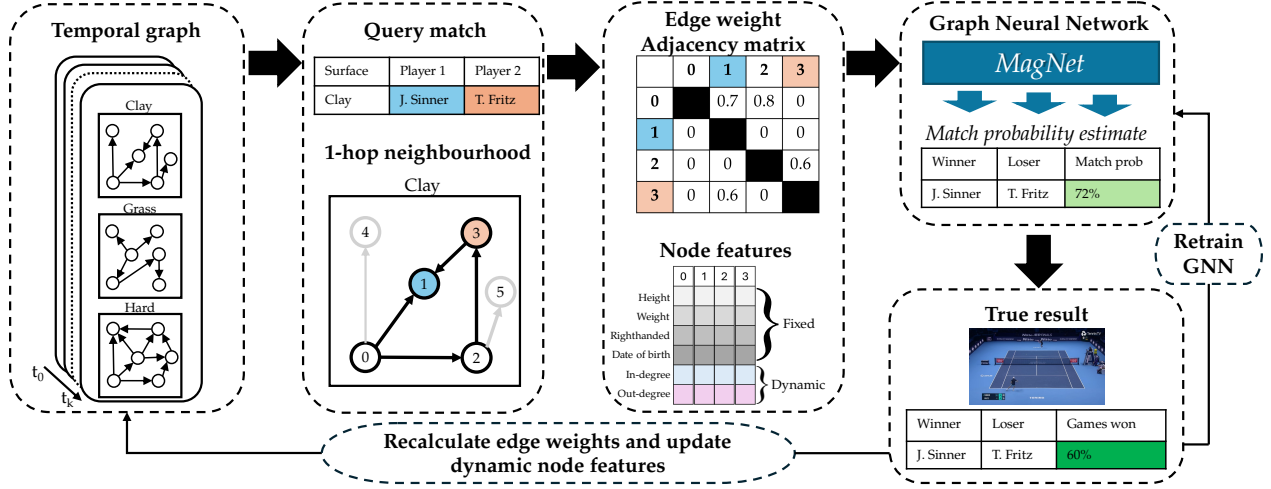 Temporal graph
Clay
Grass
Hard
t0
tk
Query match
Surface Player 1 Player 2
Clay J. Sinner T. Fritz
1-hop neighbourhood
Clay
4
3
1
5
0
2
Edge weight
Adjacency matrix
0 1 2 3
0 0.7 0.8 0
1 0 0 0
2 0 0 0.6
3 0 0.6 0
Node features
0 1 2 3
Height
Weight
Righthanded
Date of birth
Fixed
In-degree
Out-degree
Dynamic
Graph Neural Network
MagNet
Match probability estimate
Winner Loser Match prob
J. Sinner T. Fritz 72%
Retrain
GNN
True result
Winner Loser Games won
J. Sinner T. Fritz 60%
Recalculate edge weights and update
dynamic node features